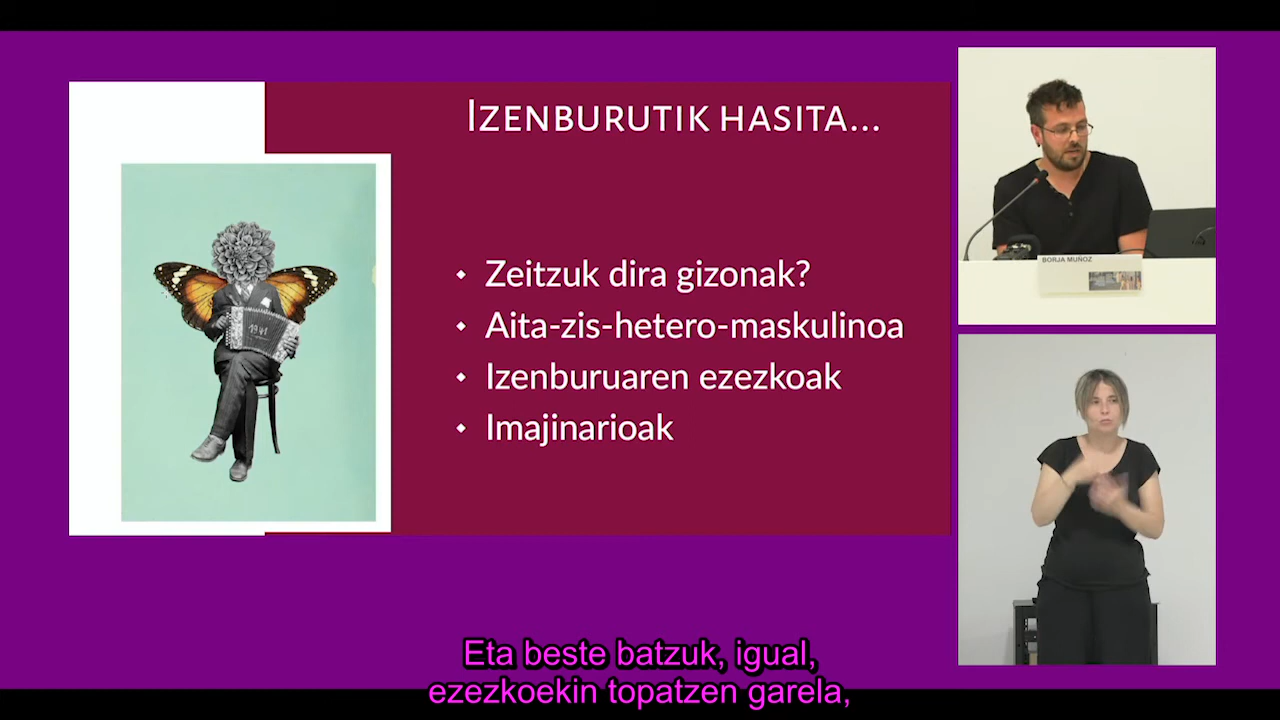 Izenburutik hasita...
1941
Zeitzuk dira gizonak?
Aita-zis-hetero-maskulinoa
Izenburuaren ezezkoak
Imajinarioak
BORJA MUÑOZ
Eta beste batzuk, igual,
ezezkoekin topatzen garela,